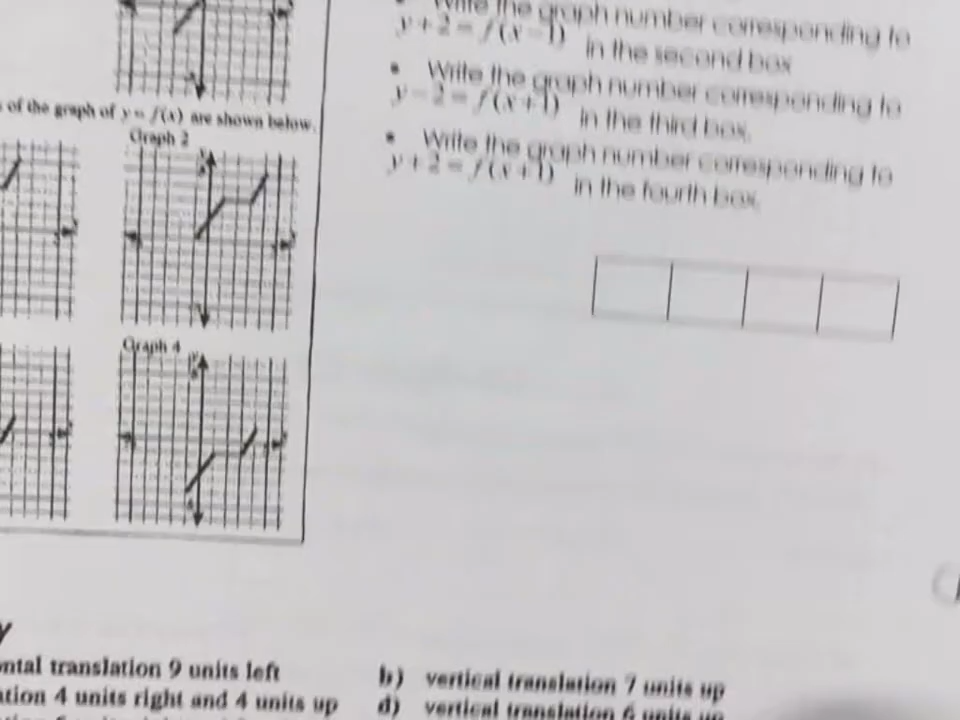 Write the graph number corresponding to
y + 2 = f(x - 1) in the second box
• Write the graph number corresponding to
y - 2 = f(x + 1) in the third box.
• Write the graph number corresponding to
y + 2 = f(x + 1) in the fourth box.
of the graph of y = f(x) are shown below.
Graph 2
Graph 4
ntal translation 9 units left
b) vertical translation 7 units up
ation 4 units right and 4 units up
d) vertical translation 6 units up